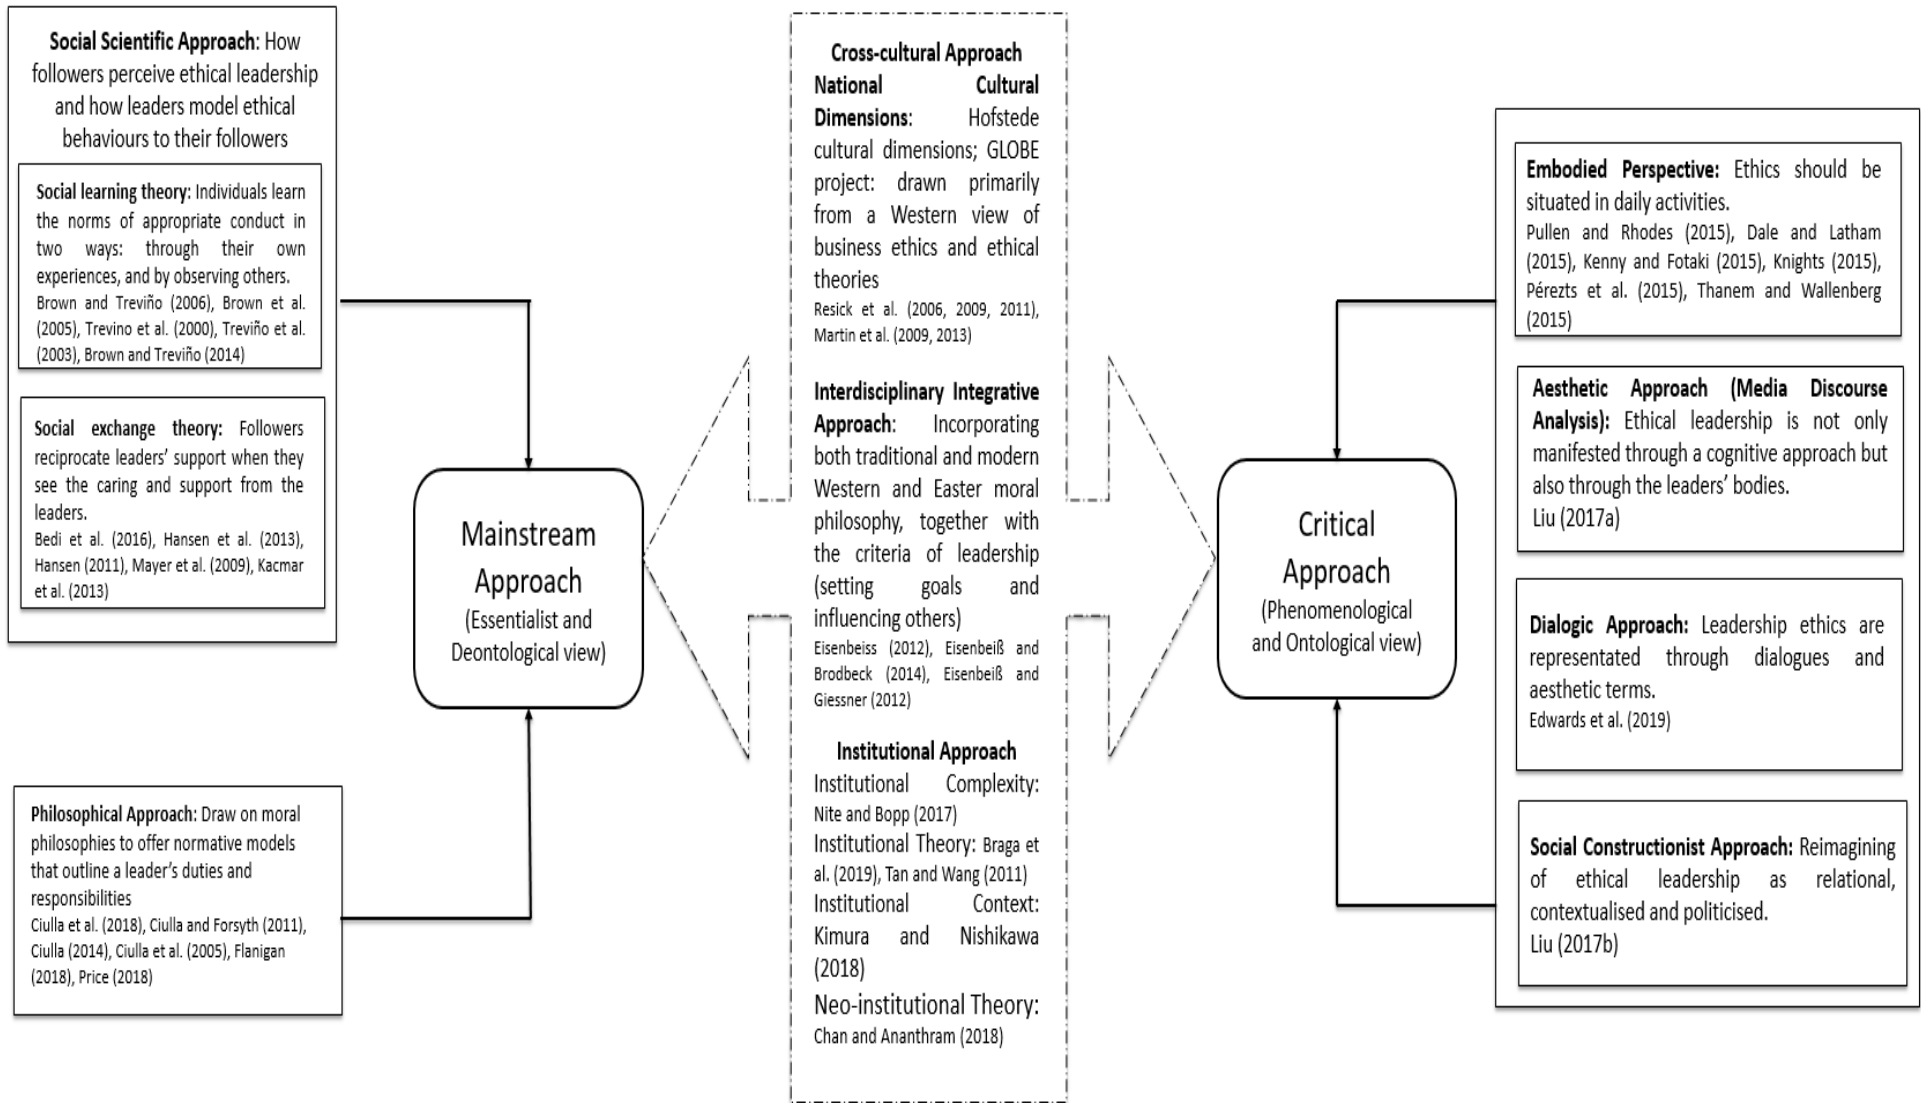 Social Scientific Approach: How
followers perceive ethical leadership
and how leaders model ethical
behaviours to their followers
Social learning theory: Individuals learn
the norms of appropriate conduct in
two ways: through their own
experiences, and by observing others.
Brown and Treviño (2006), Brown et al.
(2005), Trevino et al. (2000), Treviño et al.
(2003), Brown and Treviño (2014)
Social exchange theory: Followers
reciprocate leaders’ support when they
see the caring and support from the
leaders.
Bedi et al. (2016), Hansen et al. (2013),
Hansen (2011), Mayer et al. (2009), Kacmar
et al. (2013)
Philosophical Approach: Draw on moral
philosophies to offer normative models
that outline a leader’s duties and
responsibilities
Ciulla et al. (2018), Ciulla and Forsyth (2011),
Ciulla (2014), Ciulla et al. (2005), Flanigan
(2018), Price (2018)
Mainstream
Approach
(Essentialist and
Deontological view)
Cross-cultural Approach
National Cultural
Dimensions: Hofstede
cultural dimensions; GLOBE
project: drawn primarily
from a Western view of
business ethics and ethical
theories
Resick et al. (2006, 2009, 2011),
Martin et al. (2009, 2013)
Interdisciplinary Integrative
Approach: Incorporating
both traditional and modern
Western and Easter moral
philosophy, together with
the criteria of leadership
(setting goals and
influencing others)
Eisenbeiss (2012), Eisenbeiß and
Brodbeck (2014), Eisenbeiß and
Giessner (2012)
Institutional Approach
Institutional Complexity:
Nite and Bopp (2017)
Institutional Theory: Braga et
al. (2019), Tan and Wang (2011)
Institutional Context:
Kimura and Nishikawa
(2018)
Neo-institutional Theory:
Chan and Ananthram (2018)
Critical
Approach
(Phenomenological
and Ontological view)
Embodied Perspective: Ethics should be
situated in daily activities.
Pullen and Rhodes (2015), Dale and Latham
(2015), Kenny and Fotaki (2015), Knights (2015),
Pérezts et al. (2015), Thanem and Wallenberg
(2015)
Aesthetic Approach (Media Discourse
Analysis): Ethical leadership is not only
manifested through a cognitive approach but
also through the leaders’ bodies.
Liu (2017a)
Dialogic Approach: Leadership ethics are
representated through dialogues and
aesthetic terms.
Edwards et al. (2019)
Social Constructionist Approach: Reimagining
of ethical leadership as relational,
contextualised and politicised.
Liu (2017b)